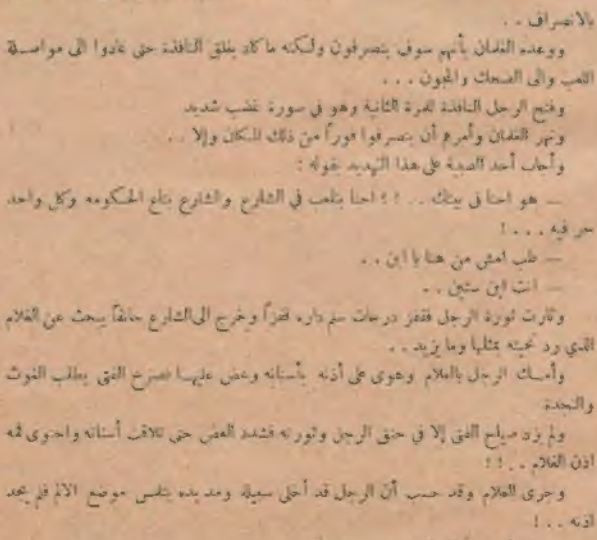 بالانصراف . .
ووعده الغلمان بأنهم سوف ينصرفون ولكنه ما كاد يغلق النافذة حتى عادوا الى مواصلة
اللعب والى الضحك والمجون . . .
وفتح الرجل النافذة للمرة الثانية وهو في سورة غضب شديد
ونهر الغلمان وأمرهم أن ينصرفوا فوراً من ذلك المكان وإلا . .
وأجاب أحد الصبية على هذا التهديد بقوله :
— هو احنا فى بيتك . . ! ؟ احنا بنلعب في الشارع والشارع بتاع الحكومه وكل واحد
حر فيه . . . !
— طب امش من هنا يا ابن . .
— انت ابن ستين . .
وثارت ثورة الرجل فقفز درجات سلم داره قفزاً وخرج الى الشارع حانقاً يبحث عن الغلام
الذي رد تحيته بمثلها وما يزيد . .
وأمسك الرجل بالغلام وهوى على أذنه بأسنانه وعض عليها فصرخ الفتى يطلب الغوث
والنجدة
ولم يزد صياح الفتى إلا في حنق الرجل وثورته فشدد العض حتى تلاقت أسنانه واحتوى فمه
اذن الغلام . . ! !
وجرى الغلام وقد حسب أن الرجل قد أخلى سبيله ومد يده يتلمس موضع الالم فلم يجد
اذنه . . !